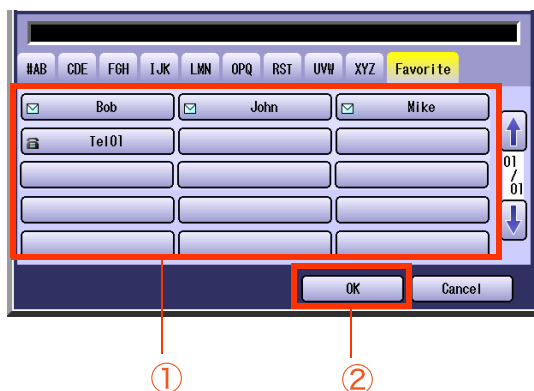 #AB CDE FGH IJK LMN OPQ RST UVW XYZ Favorite
Bob John Mike
Tel01
01
/
01
OK Cancel
① ②